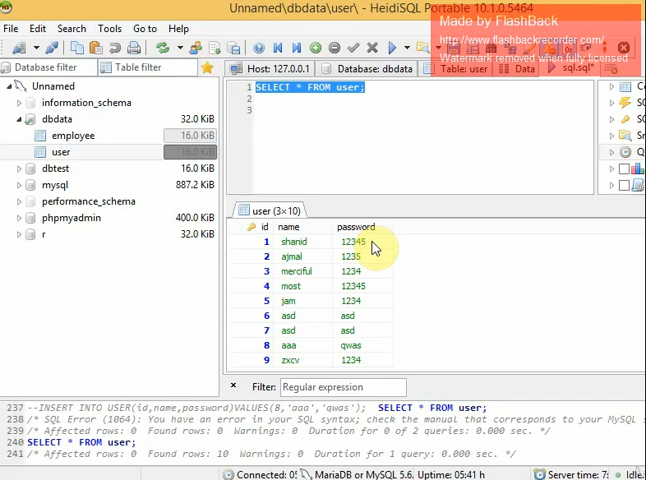 Unnamed\dbdata\user\ - HeidiSQL Portable 10.1.0.5464
Made by FlashBack
http://www.flashbackrecorder.com/
Watermark removed when fully licensed
File Edit Search Tools Go to Help
Database filter Table filter
Host: 127.0.0.1 Database: dbdata Table: user Data sql.sql*
Unnamed
information_schema
dbdata 32.0 KiB
employee 16.0 KiB
user 16.0 KiB
dbtest
mysql 887.2 KiB
performance_schema
phpmyadmin 400.0 KiB
r 32.0 KiB
1 SELECT * FROM user;
2
3
user (3×10)
id name password
1 shanid 12345
2 ajmal 1235
3 merciful 1234
4 most 12345
5 jam 1234
6 asd asd
7 asd asd
8 aaa qwas
9 zxcv 1234
Filter: Regular expression
237 --INSERT INTO USER(id,name,password)VALUES(8,'aaa','qwas'); SELECT * FROM user;
238 /* SQL Error (1064): You have an error in your SQL syntax; check the manual that corresponds to your MySQL s
239 /* Affected rows: 0 Found rows: 0 Warnings: 0 Duration for 0 of 2 queries: 0.000 sec. */
240 SELECT * FROM user;
241 /* Affected rows: 0 Found rows: 10 Warnings: 0 Duration for 1 query: 0.000 sec. */
Connected: 0 MariaDB or MySQL 5.6. Uptime: 05:41 h Server time: 7: Idle.